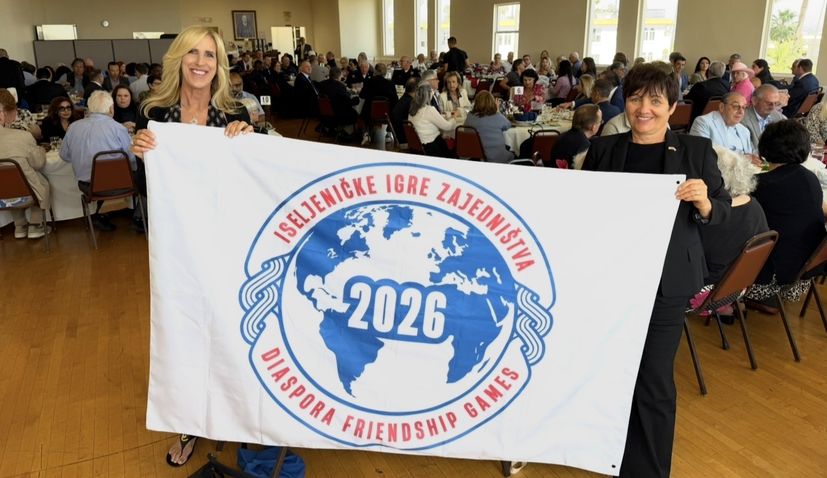 ISELJENIČKE IGRE ZAJEDNIŠTVA
2026
DIASPORA FRIENDSHIP GAMES